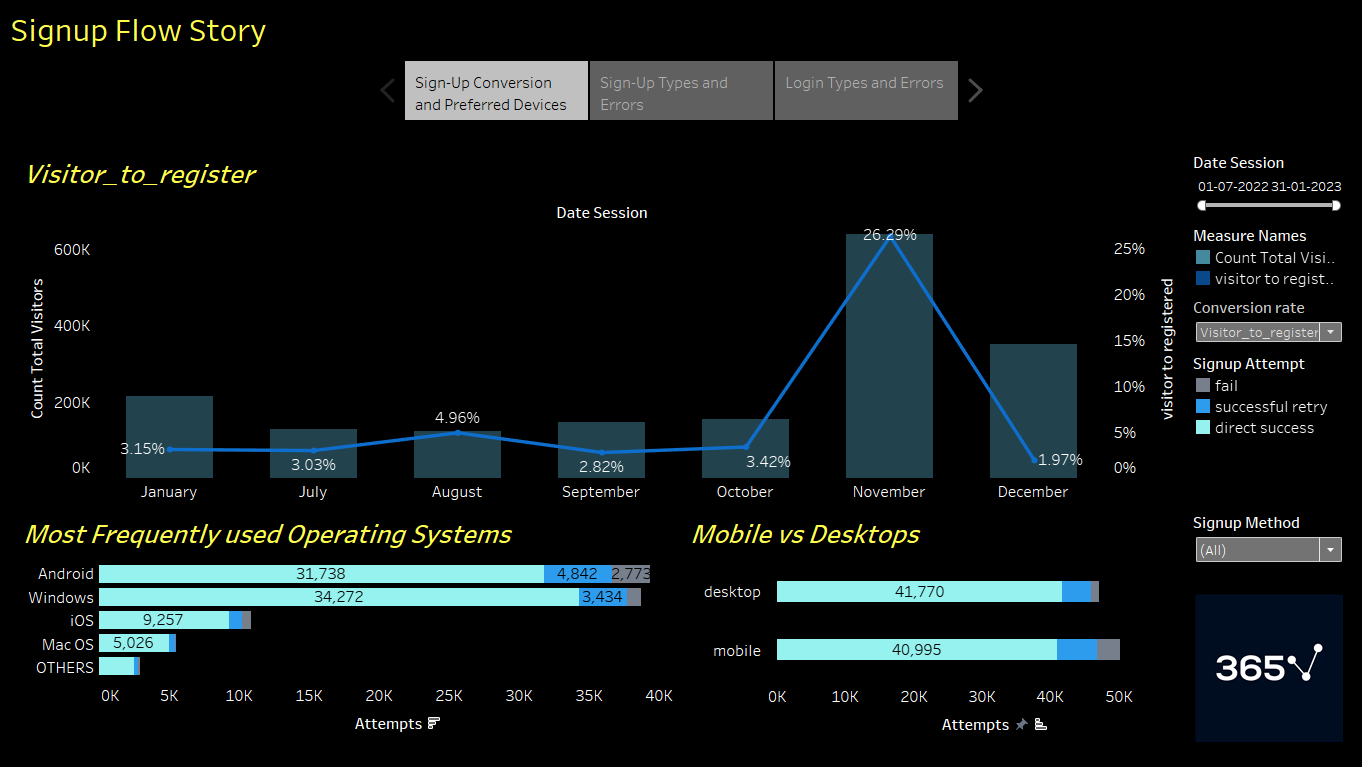 Signup Flow Story
Sign-Up Conversion
and Preferred Devices
Sign-Up Types and
Errors
Login Types and Errors
Visitor_to_register
Date Session
Count Total Visitors
600K
400K
200K
0K
3.15%
3.03%
4.96%
2.82%
3.42%
26.29%
1.97%
25%
20%
15%
10%
5%
0%
visitor to registered
January
July
August
September
October
November
December
Date Session
01-07-2022 31-01-2023
Measure Names
Count Total Visi..
visitor to regist..
Conversion rate
Visitor_to_register
Signup Attempt
fail
successful retry
direct success
Most Frequently used Operating Systems
Android 31,738 4,842 2,773
Windows 34,272 3,434
iOS 9,257
Mac OS 5,026
OTHERS
0K 5K 10K 15K 20K 25K 30K 35K 40K
Attempts
Mobile vs Desktops
desktop 41,770
mobile 40,995
0K 10K 20K 30K 40K 50K
Attempts
Signup Method
(All)
365